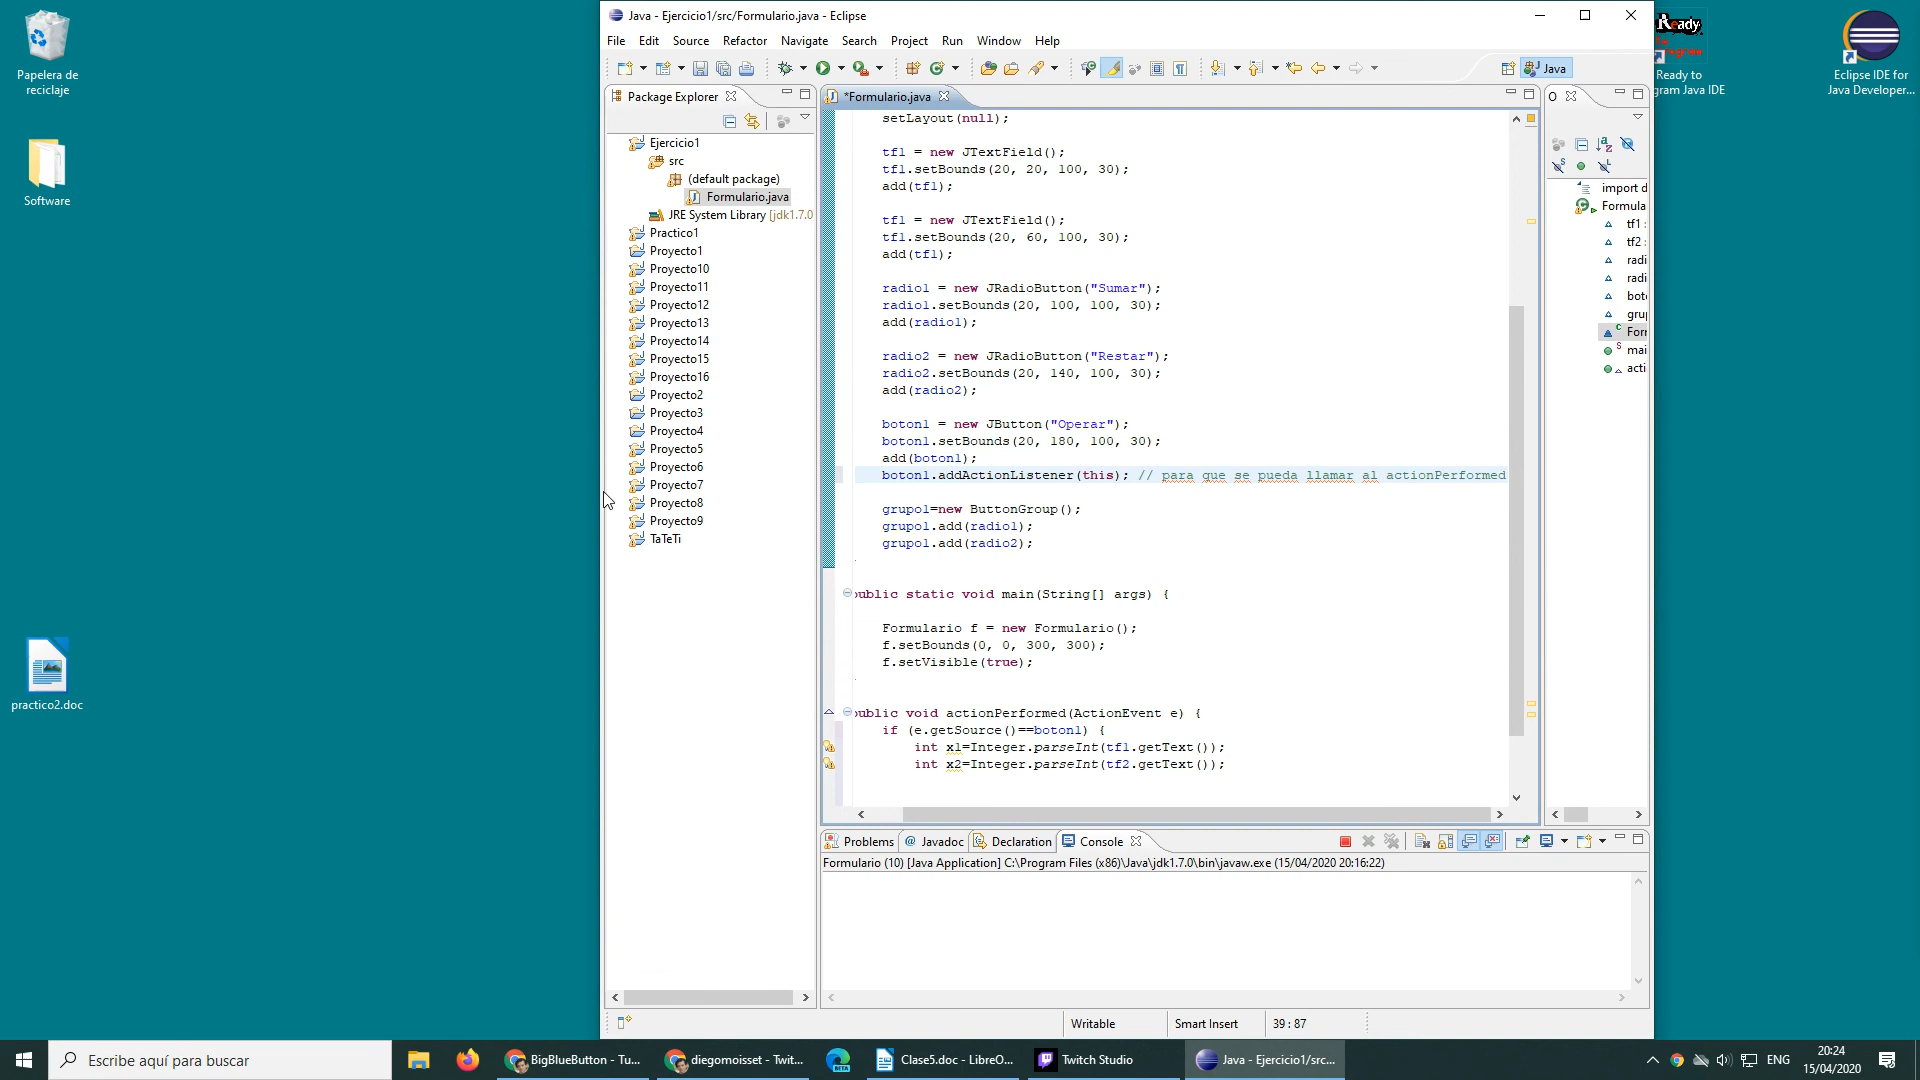 Papelera de
reciclaje
Software
practico2.doc
Java - Ejercicio1/src/Formulario.java - Eclipse
File Edit Source Refactor Navigate Search Project Run Window Help
Java
Package Explorer
Ejercicio1
src
(default package)
Formulario.java
JRE System Library [jdk1.7.0
Practico1
Proyecto1
Proyecto10
Proyecto11
Proyecto12
Proyecto13
Proyecto14
Proyecto15
Proyecto16
Proyecto2
Proyecto3
Proyecto4
Proyecto5
Proyecto6
Proyecto7
Proyecto8
Proyecto9
TaTeTi
*Formulario.java
setLayout(null);
tf1 = new JTextField();
tf1.setBounds(20, 20, 100, 30);
add(tf1);
tf1 = new JTextField();
tf1.setBounds(20, 60, 100, 30);
add(tf1);
radio1 = new JRadioButton("Sumar");
radio1.setBounds(20, 100, 100, 30);
add(radio1);
radio2 = new JRadioButton("Restar");
radio2.setBounds(20, 140, 100, 30);
add(radio2);
boton1 = new JButton("Operar");
boton1.setBounds(20, 180, 100, 30);
add(boton1);
boton1.addActionListener(this); // para que se pueda llamar al actionPerformed
grupo1=new ButtonGroup();
grupo1.add(radio1);
grupo1.add(radio2);
public static void main(String[] args) {
Formulario f = new Formulario();
f.setBounds(0, 0, 300, 300);
f.setVisible(true);
public void actionPerformed(ActionEvent e) {
if (e.getSource()==boton1) {
int x1=Integer.parseInt(tf1.getText());
int x2=Integer.parseInt(tf2.getText());
O
import d
Formula
tf1 :
tf2 :
radi
radi
bot
gru
For
mai
acti
Problems Javadoc Declaration Console
Formulario (10) [Java Application] C:\Program Files (x86)\Java\jdk1.7.0\bin\javaw.exe (15/04/2020 20:16:22)
Writable Smart Insert 39 : 87
Ready
Ready to
gram Java IDE
Eclipse IDE for
Java Developer...
Escribe aquí para buscar
BigBlueButton - Tu...
diegomoisset - Twit...
BETA
Clase5.doc - LibreO...
Twitch Studio
Java - Ejercicio1/src...
ENG
20:24
15/04/2020